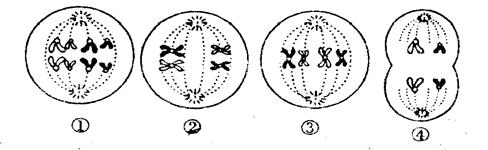 ① ② ③ ④